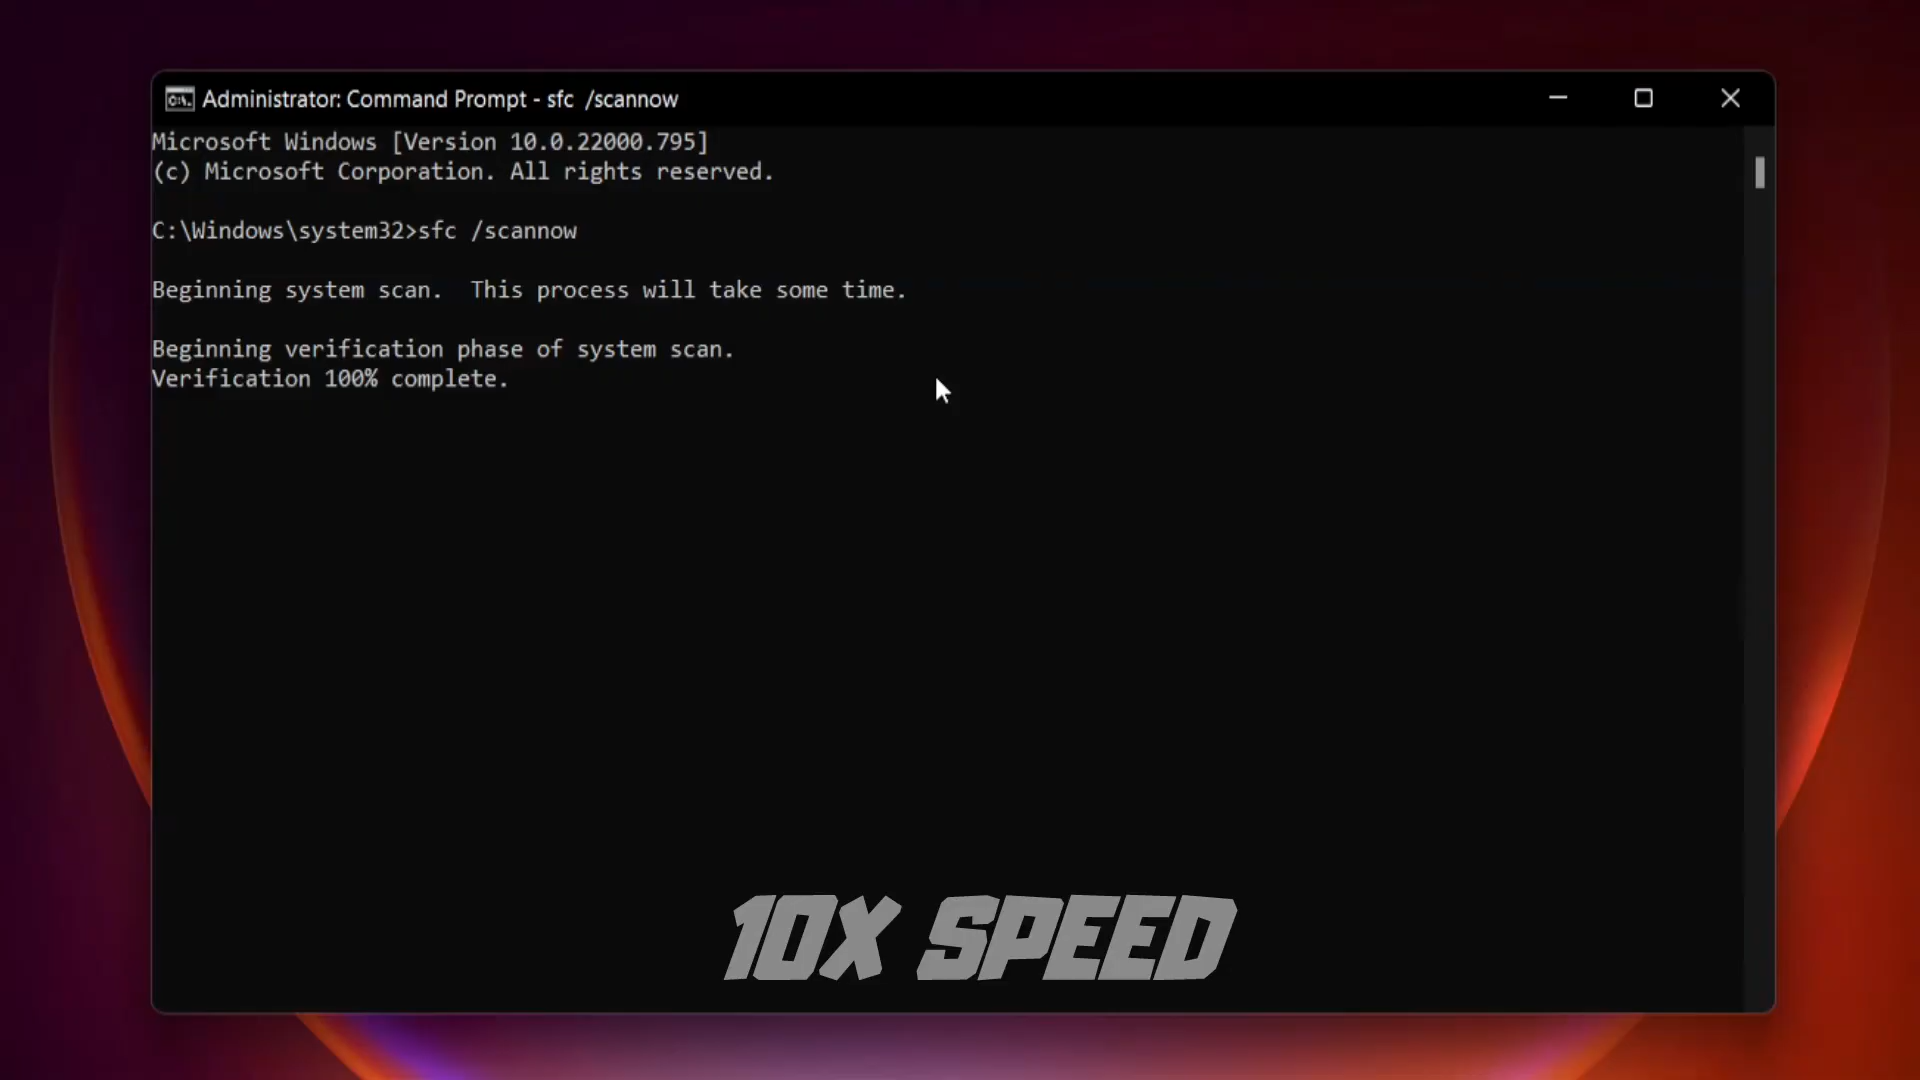 Administrator: Command Prompt - sfc  /scannow
Microsoft Windows [Version 10.0.22000.795]
(c) Microsoft Corporation. All rights reserved.
C:\Windows\system32>sfc /scannow
Beginning system scan.  This process will take some time.
Beginning verification phase of system scan.
Verification 100% complete.
10X SPEED